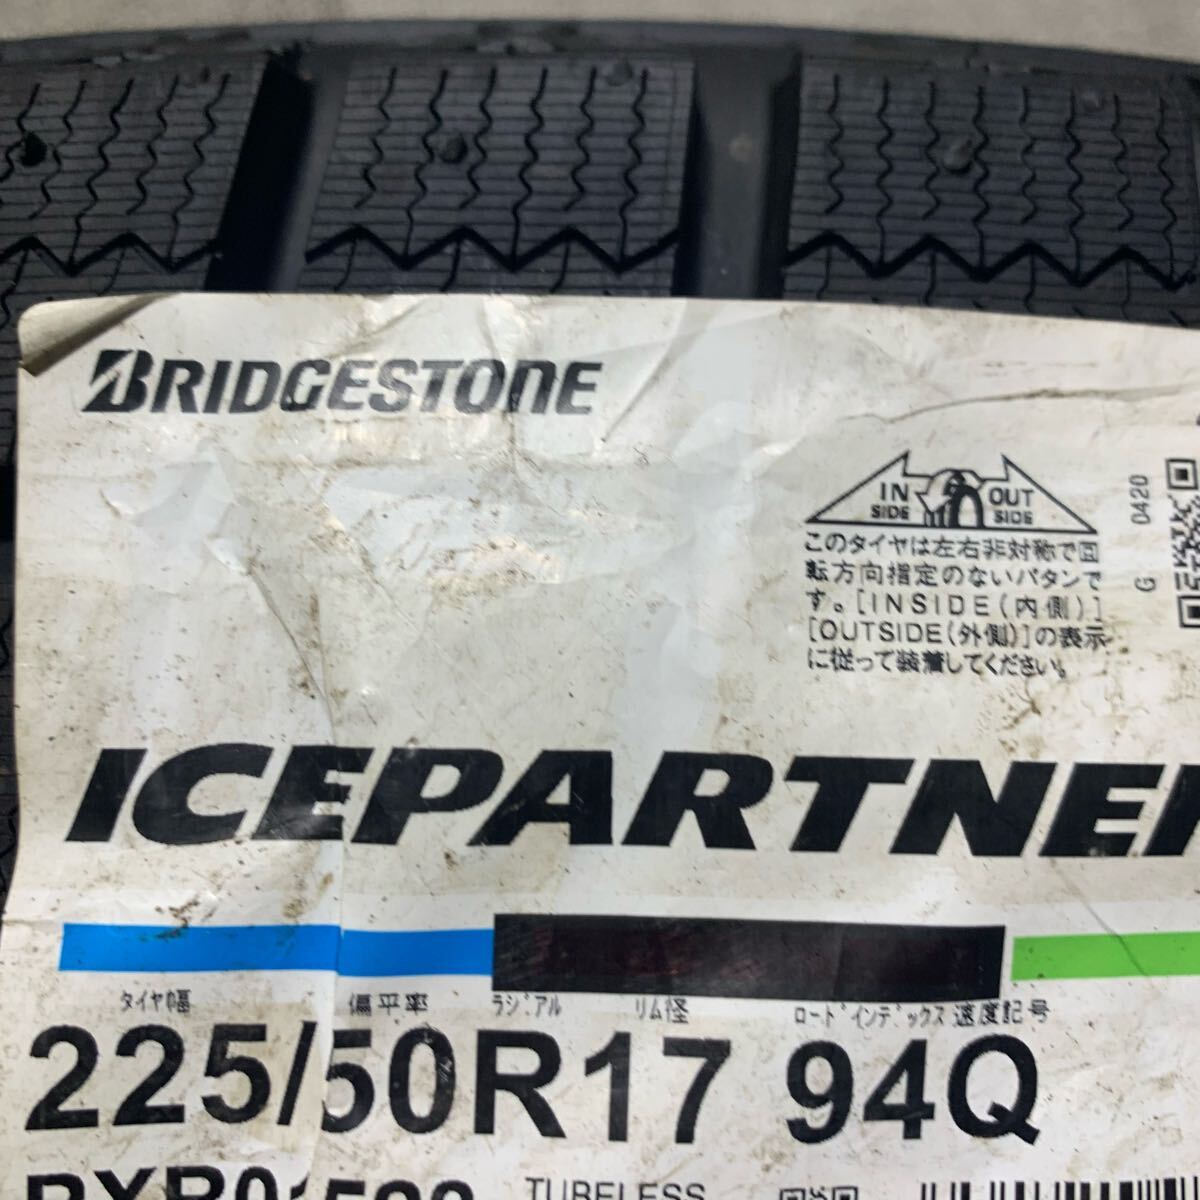 BRIDGESTONE
IN SIDE
OUT SIDE
このタイヤは左右非対称で回
転方向指定のないパタンで
す。[INSIDE(内側)]
[OUTSIDE(外側)]の表示
に従って装着してください。
G 0420
ICEPARTNER
タイヤ幅 偏平率 ラジアル リム径 ロードインデックス 速度記号
225/50R17 94Q
TUBELESS